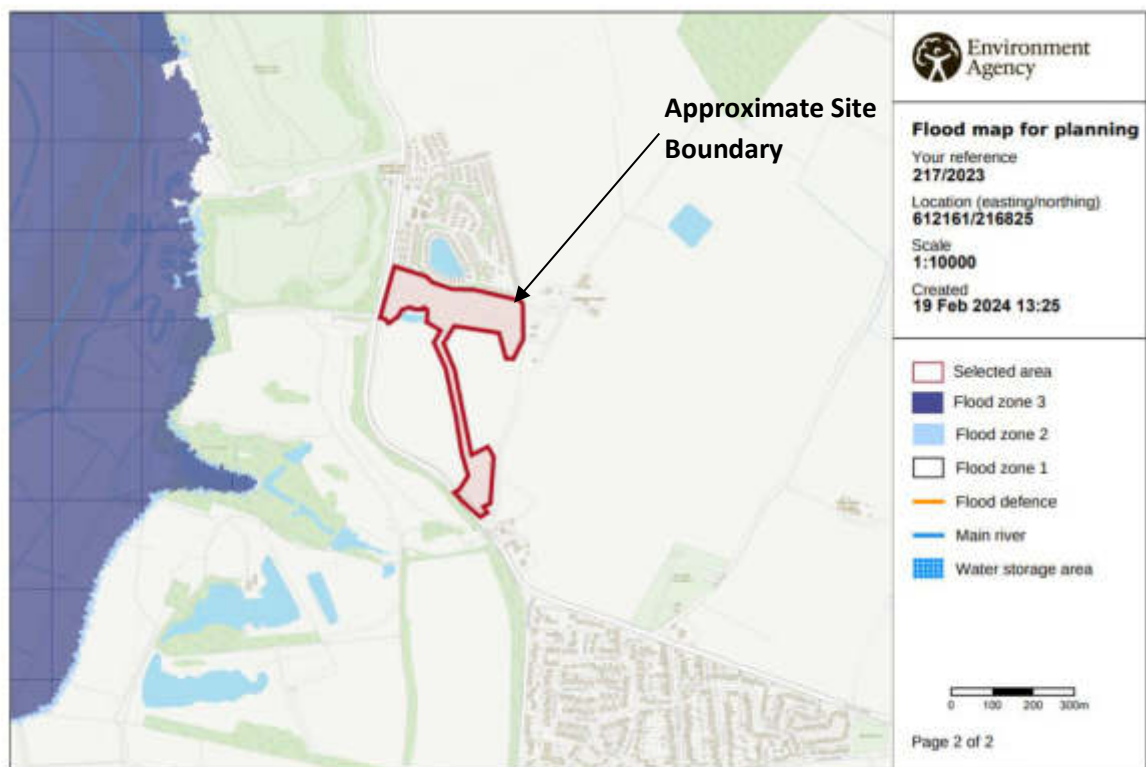 Approximate Site
Boundary
Environment
Agency
Flood map for planning
Your reference
217/2023
Location (easting/northing)
612161/216825
Scale
1:10000
Created
19 Feb 2024 13:25
Selected area
Flood zone 3
Flood zone 2
Flood zone 1
Flood defence
Main river
Water storage area
0 100 200 300m
Page 2 of 2